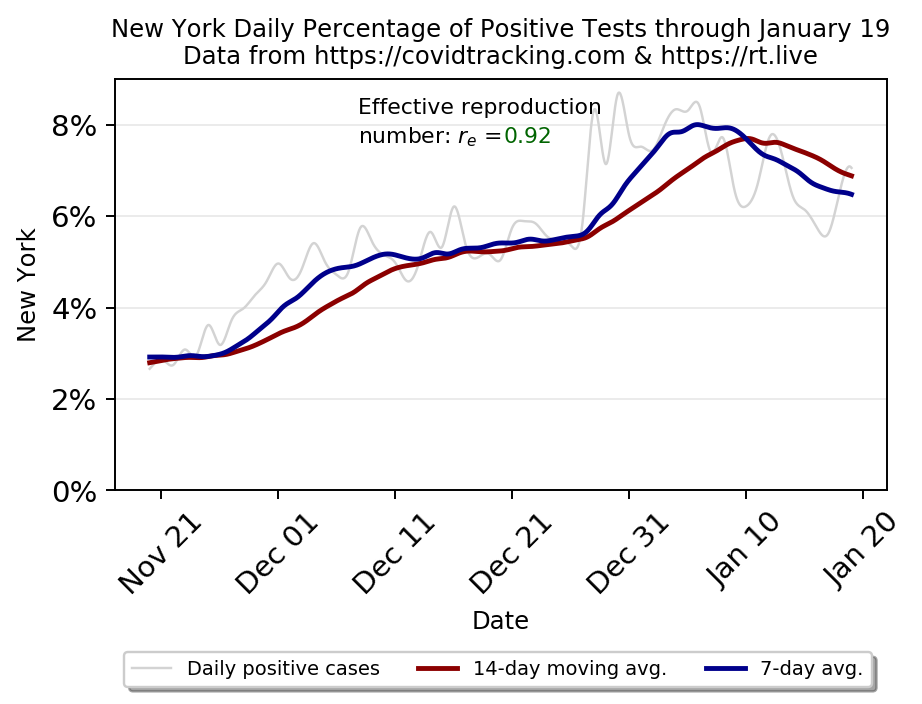 New York Daily Percentage of Positive Tests through January 19
Data from https://covidtracking.com & https://rt.live
Effective reproduction
number: rₑ =0.92
8%
6%
4%
2%
0%
New York
Nov 21
Dec 01
Dec 11
Dec 21
Dec 31
Jan 10
Jan 20
Date
Daily positive cases
14-day moving avg.
7-day avg.